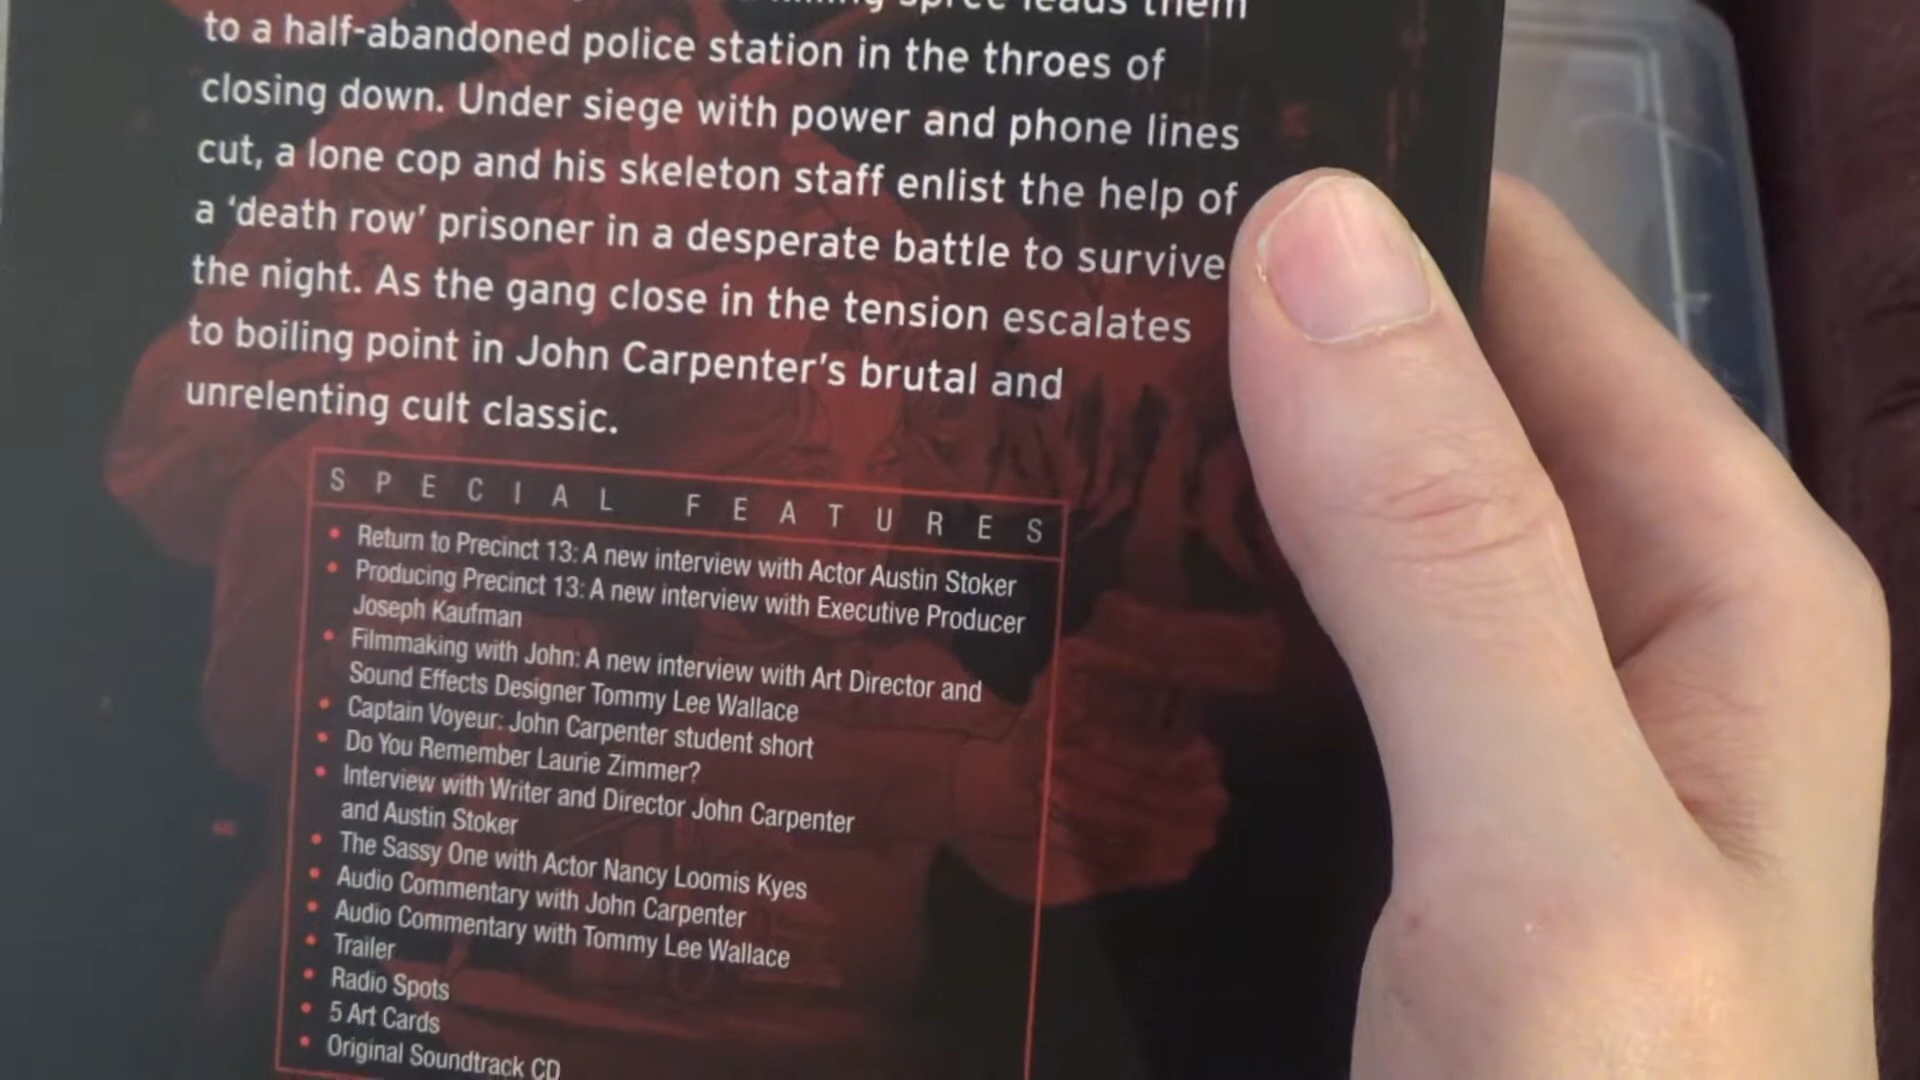 spree leads them
to a half-abandoned police station in the throes of
closing down. Under siege with power and phone lines
cut, a lone cop and his skeleton staff enlist the help of
a ‘death row’ prisoner in a desperate battle to survive
the night. As the gang close in the tension escalates
to boiling point in John Carpenter’s brutal and
unrelenting cult classic.
SPECIAL FEATURES
• Return to Precinct 13: A new interview with Actor Austin Stoker
• Producing Precinct 13: A new interview with Executive Producer
Joseph Kaufman
• Filmmaking with John: A new interview with Art Director and
Sound Effects Designer Tommy Lee Wallace
• Captain Voyeur: John Carpenter student short
• Do You Remember Laurie Zimmer?
• Interview with Writer and Director John Carpenter
and Austin Stoker
• The Sassy One with Actor Nancy Loomis Kyes
• Audio Commentary with John Carpenter
• Audio Commentary with Tommy Lee Wallace
• Trailer
• Radio Spots
• 5 Art Cards
• Original Soundtrack CD